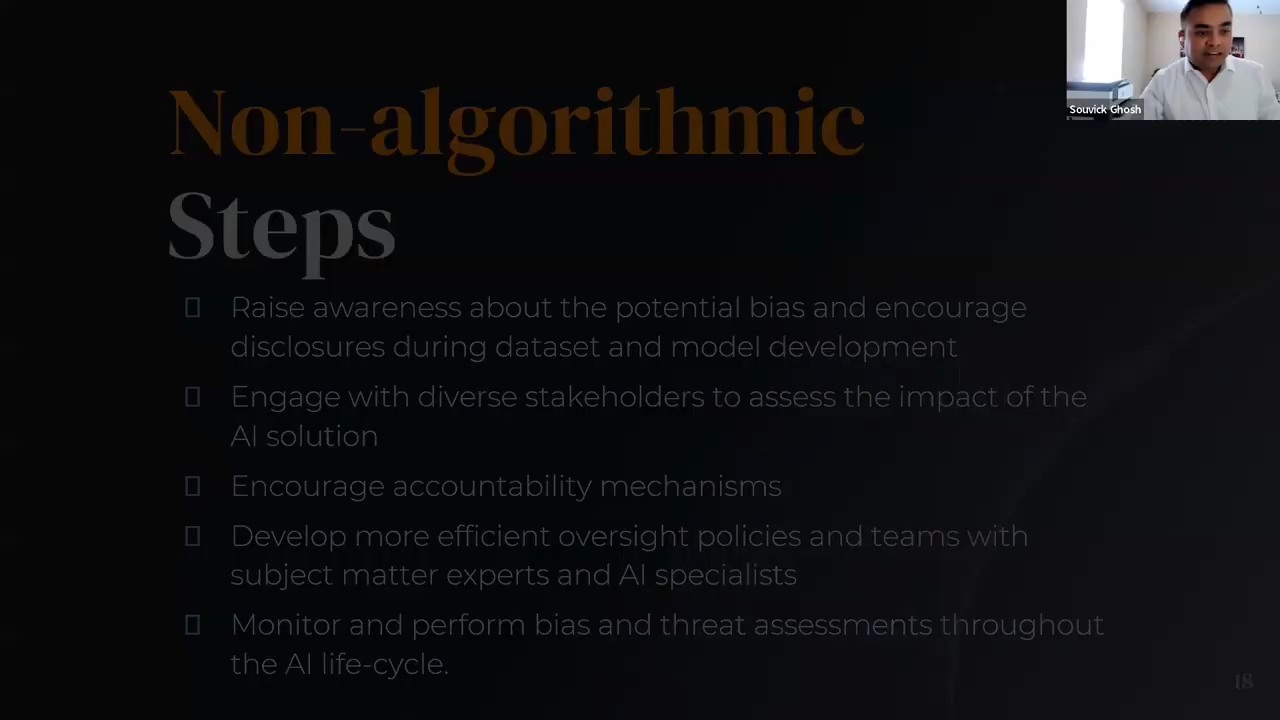 Souvick Ghosh
Non-algorithmic
Steps
Raise awareness about the potential bias and encourage
disclosures during dataset and model development
Engage with diverse stakeholders to assess the impact of the
AI solution
Encourage accountability mechanisms
Develop more efficient oversight policies and teams with
subject matter experts and AI specialists
Monitor and perform bias and threat assessments throughout
the AI life-cycle.
18